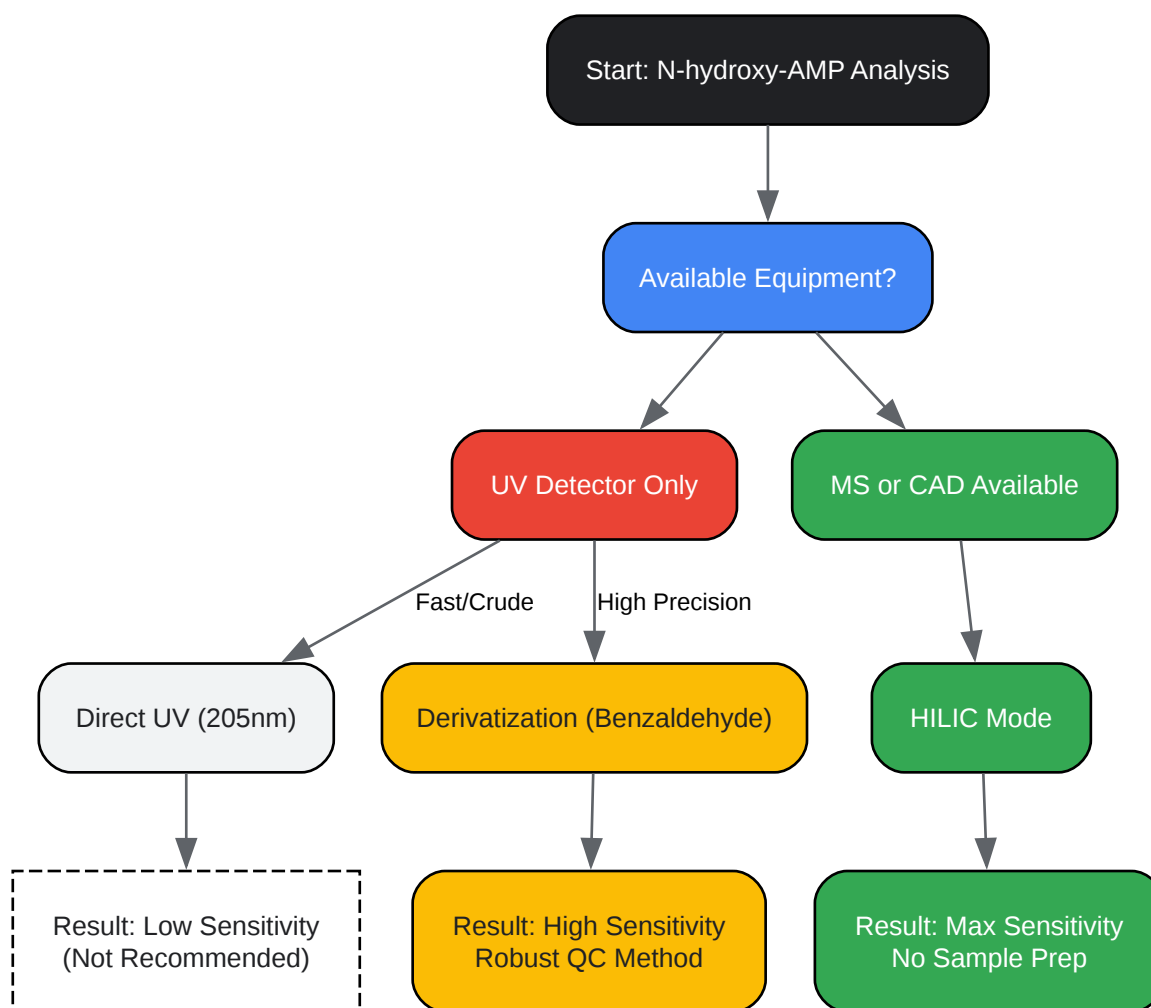 Start: N-hydroxy-AMP Analysis
Available Equipment?
UV Detector Only
MS or CAD Available
Fast/Crude
High Precision
Direct UV (205nm)
Derivatization (Benzaldehyde)
HILIC Mode
Result: Low Sensitivity
(Not Recommended)
Result: High Sensitivity
Robust QC Method
Result: Max Sensitivity
No Sample Prep